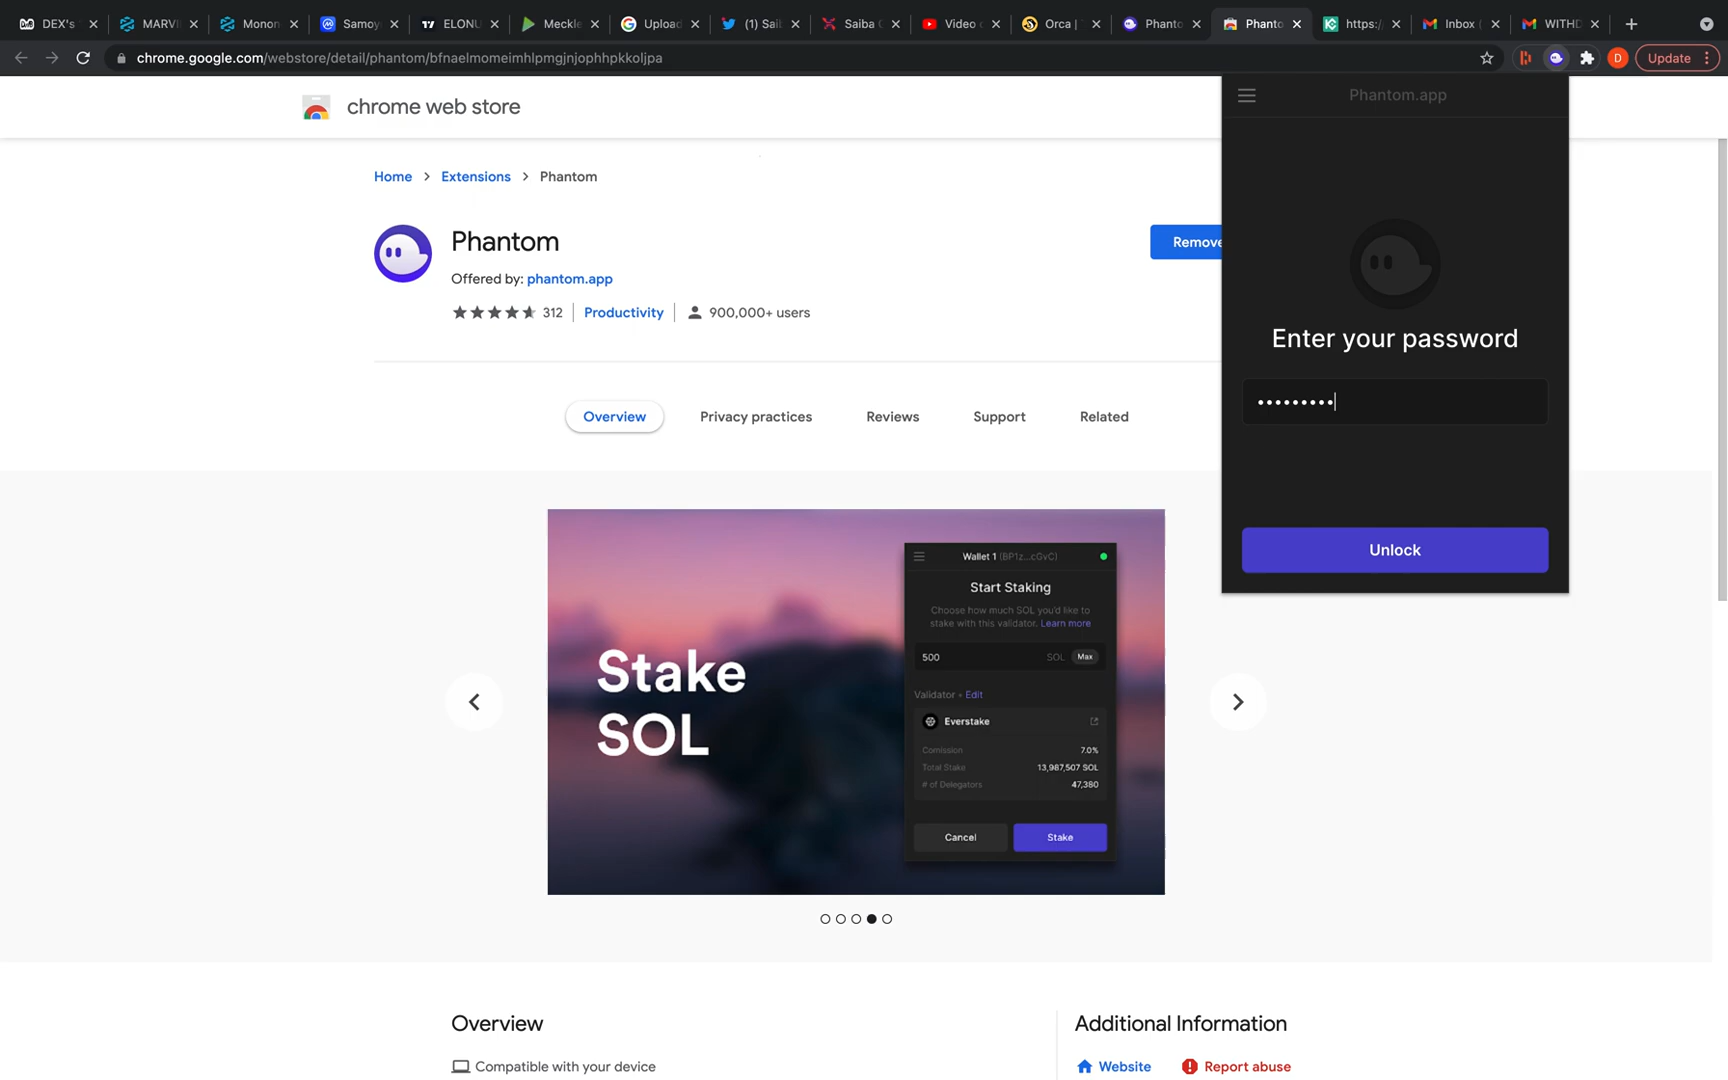 DEX's
MARVI
Monon
Samoy
ELONU
Meckle
Upload
(1) Saib
Saiba
Video
Orca |
Phanto
Phanto
https:/
Inbox (
WITHD
chrome.google.com/webstore/detail/phantom/bfnaelmomeimhlpmgjnjophhpkkoljpa
D
Update
chrome web store
Phantom.app
Home > Extensions > Phantom
Phantom
Remove
Offered by: phantom.app
312 Productivity 900,000+ users
Enter your password
•••••••••
Unlock
Overview Privacy practices Reviews Support Related
Stake
SOL
Wallet 1 (BP1z...cGvC)
Start Staking
Choose how much SOL you'd like to
stake with this validator. Learn more
500 SOL Max
Validator • Edit
Everstake
Comission 7.0%
Total Stake 13,987,507 SOL
# of Delegators 47,380
Cancel Stake
Overview
Compatible with your device
Additional Information
Website Report abuse